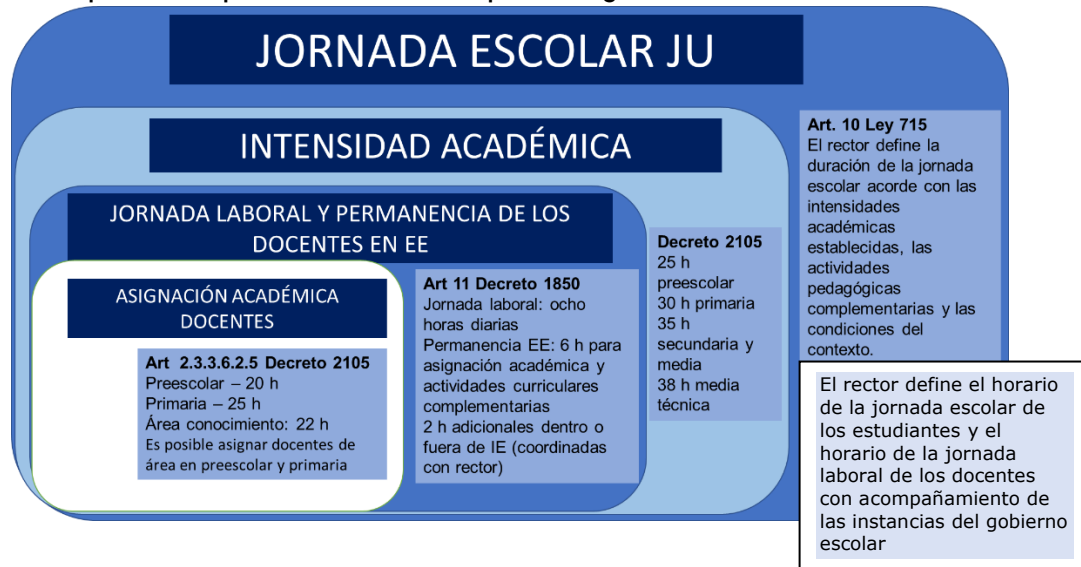 JORNADA ESCOLAR JU
INTENSIDAD ACADÉMICA
JORNADA LABORAL Y PERMANENCIA DE LOS
DOCENTES EN EE
ASIGNACIÓN ACADÉMICA
DOCENTES
Art 2.3.3.6.2.5 Decreto 2105
Preescolar – 20 h
Primaria – 25 h
Área conocimiento: 22 h
Es posible asignar docentes de
área en preescolar y primaria
Art 11 Decreto 1850
Jornada laboral: ocho
horas diarias
Permanencia EE: 6 h para
asignación académica y
actividades curriculares
complementarias
2 h adicionales dentro o
fuera de IE (coordinadas
con rector)
Decreto 2105
25 h
preescolar
30 h primaria
35 h
secundaria y
media
38 h media
técnica
Art. 10 Ley 715
El rector define la
duración de la jornada
escolar acorde con las
intensidades
académicas
establecidas, las
actividades
pedagógicas
complementarias y las
condiciones del
contexto.
El rector define el horario
de la jornada escolar de
los estudiantes y el
horario de la jornada
laboral de los docentes
con acompañamiento de
las instancias del gobierno
escolar